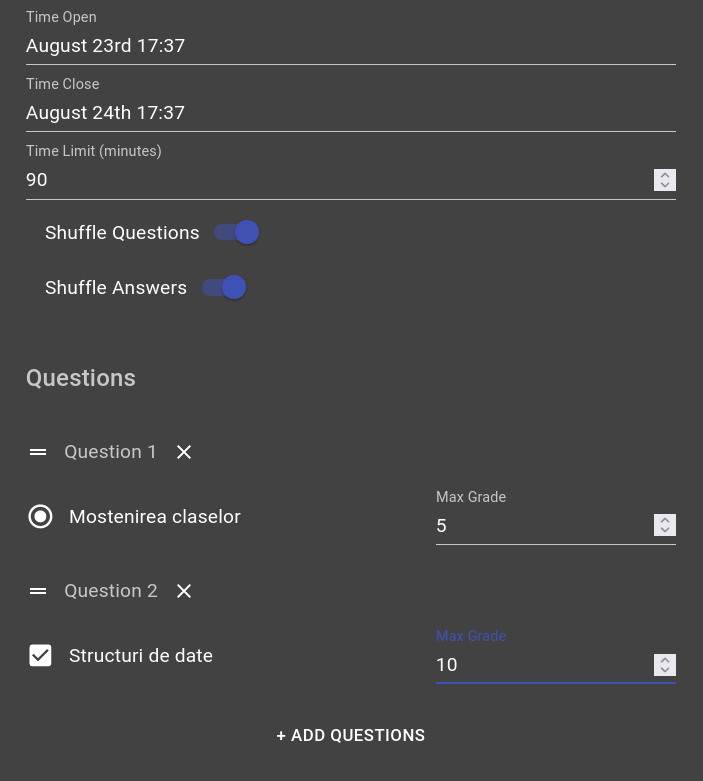 Time Open
August 23rd 17:37
Time Close
August 24th 17:37
Time Limit (minutes)
90
Shuffle Questions
Shuffle Answers
Questions
Question 1
Mostenirea claselor
Max Grade
5
Question 2
Structuri de date
Max Grade
10
+ ADD QUESTIONS